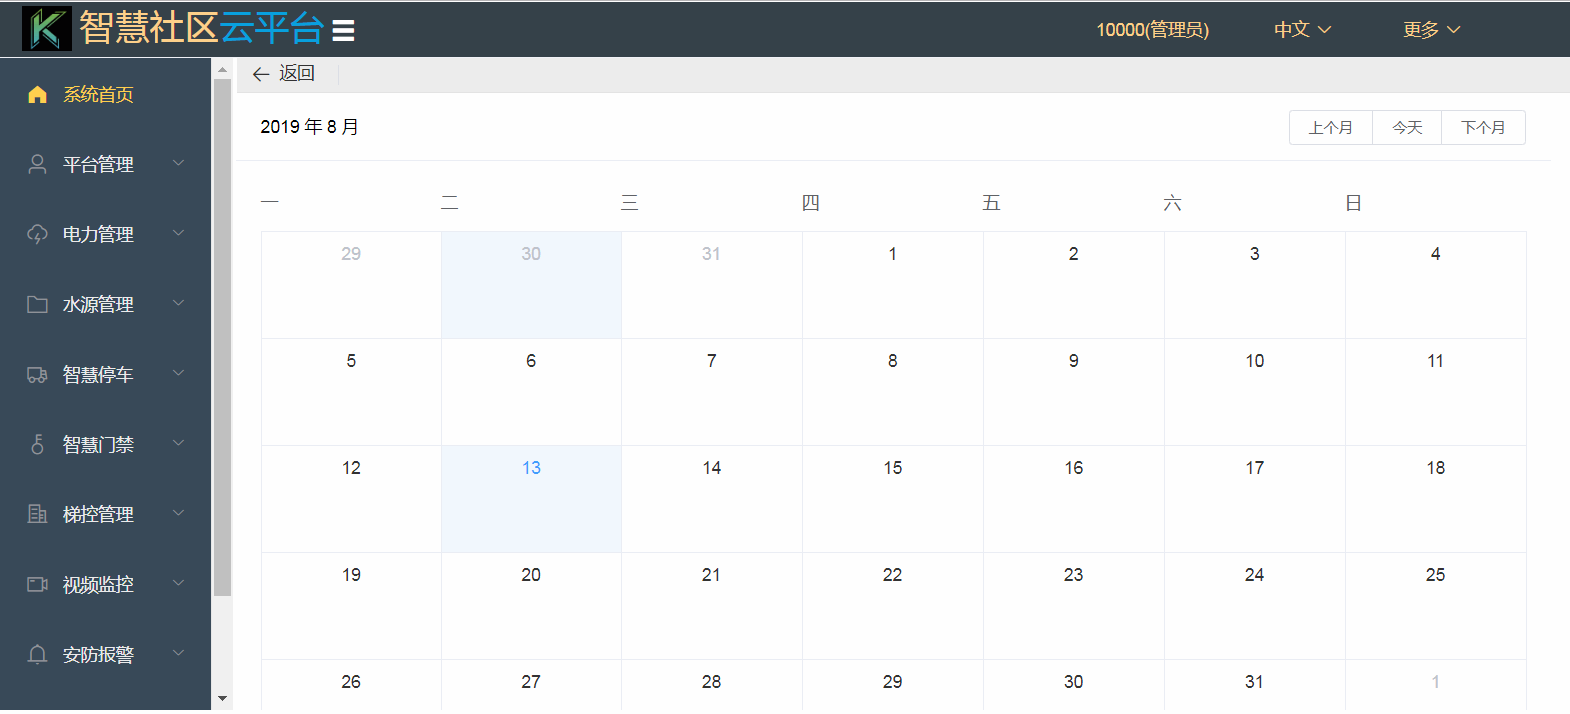 智慧社区云平台
10000(管理员) 中文 更多
系统首页
平台管理
电力管理
水源管理
智慧停车
智慧门禁
梯控管理
视频监控
安防报警
返回
2019 年 8 月
上个月 今天 下个月
一 二 三 四 五 六 日
29 30 31 1 2 3 4
5 6 7 8 9 10 11
12 13 14 15 16 17 18
19 20 21 22 23 24 25
26 27 28 29 30 31 1